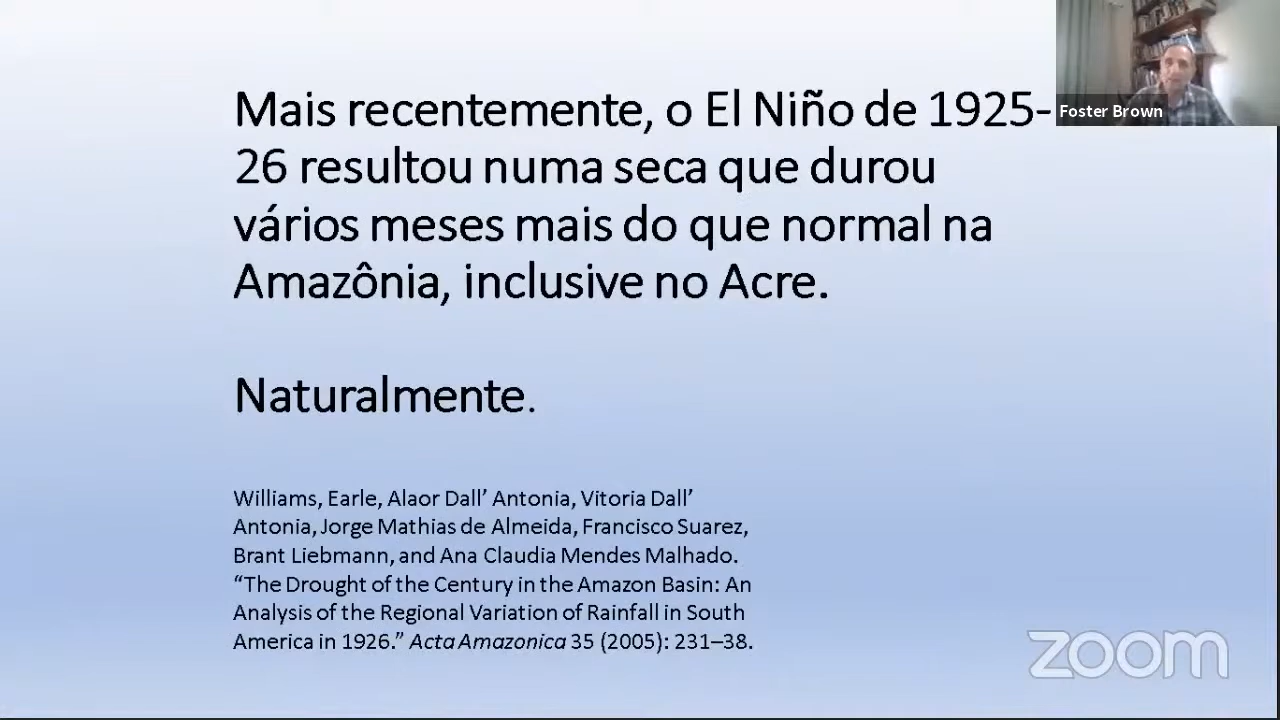 Mais recentemente, o El Niño de 1925-
26 resultou numa seca que durou
vários meses mais do que normal na
Amazônia, inclusive no Acre.
Naturalmente.
Williams, Earle, Alaor Dall’ Antonia, Vitoria Dall’
Antonia, Jorge Mathias de Almeida, Francisco Suarez,
Brant Liebmann, and Ana Claudia Mendes Malhado.
“The Drought of the Century in the Amazon Basin: An
Analysis of the Regional Variation of Rainfall in South
America in 1926.” Acta Amazonica 35 (2005): 231–38.
Foster Brown
zoom